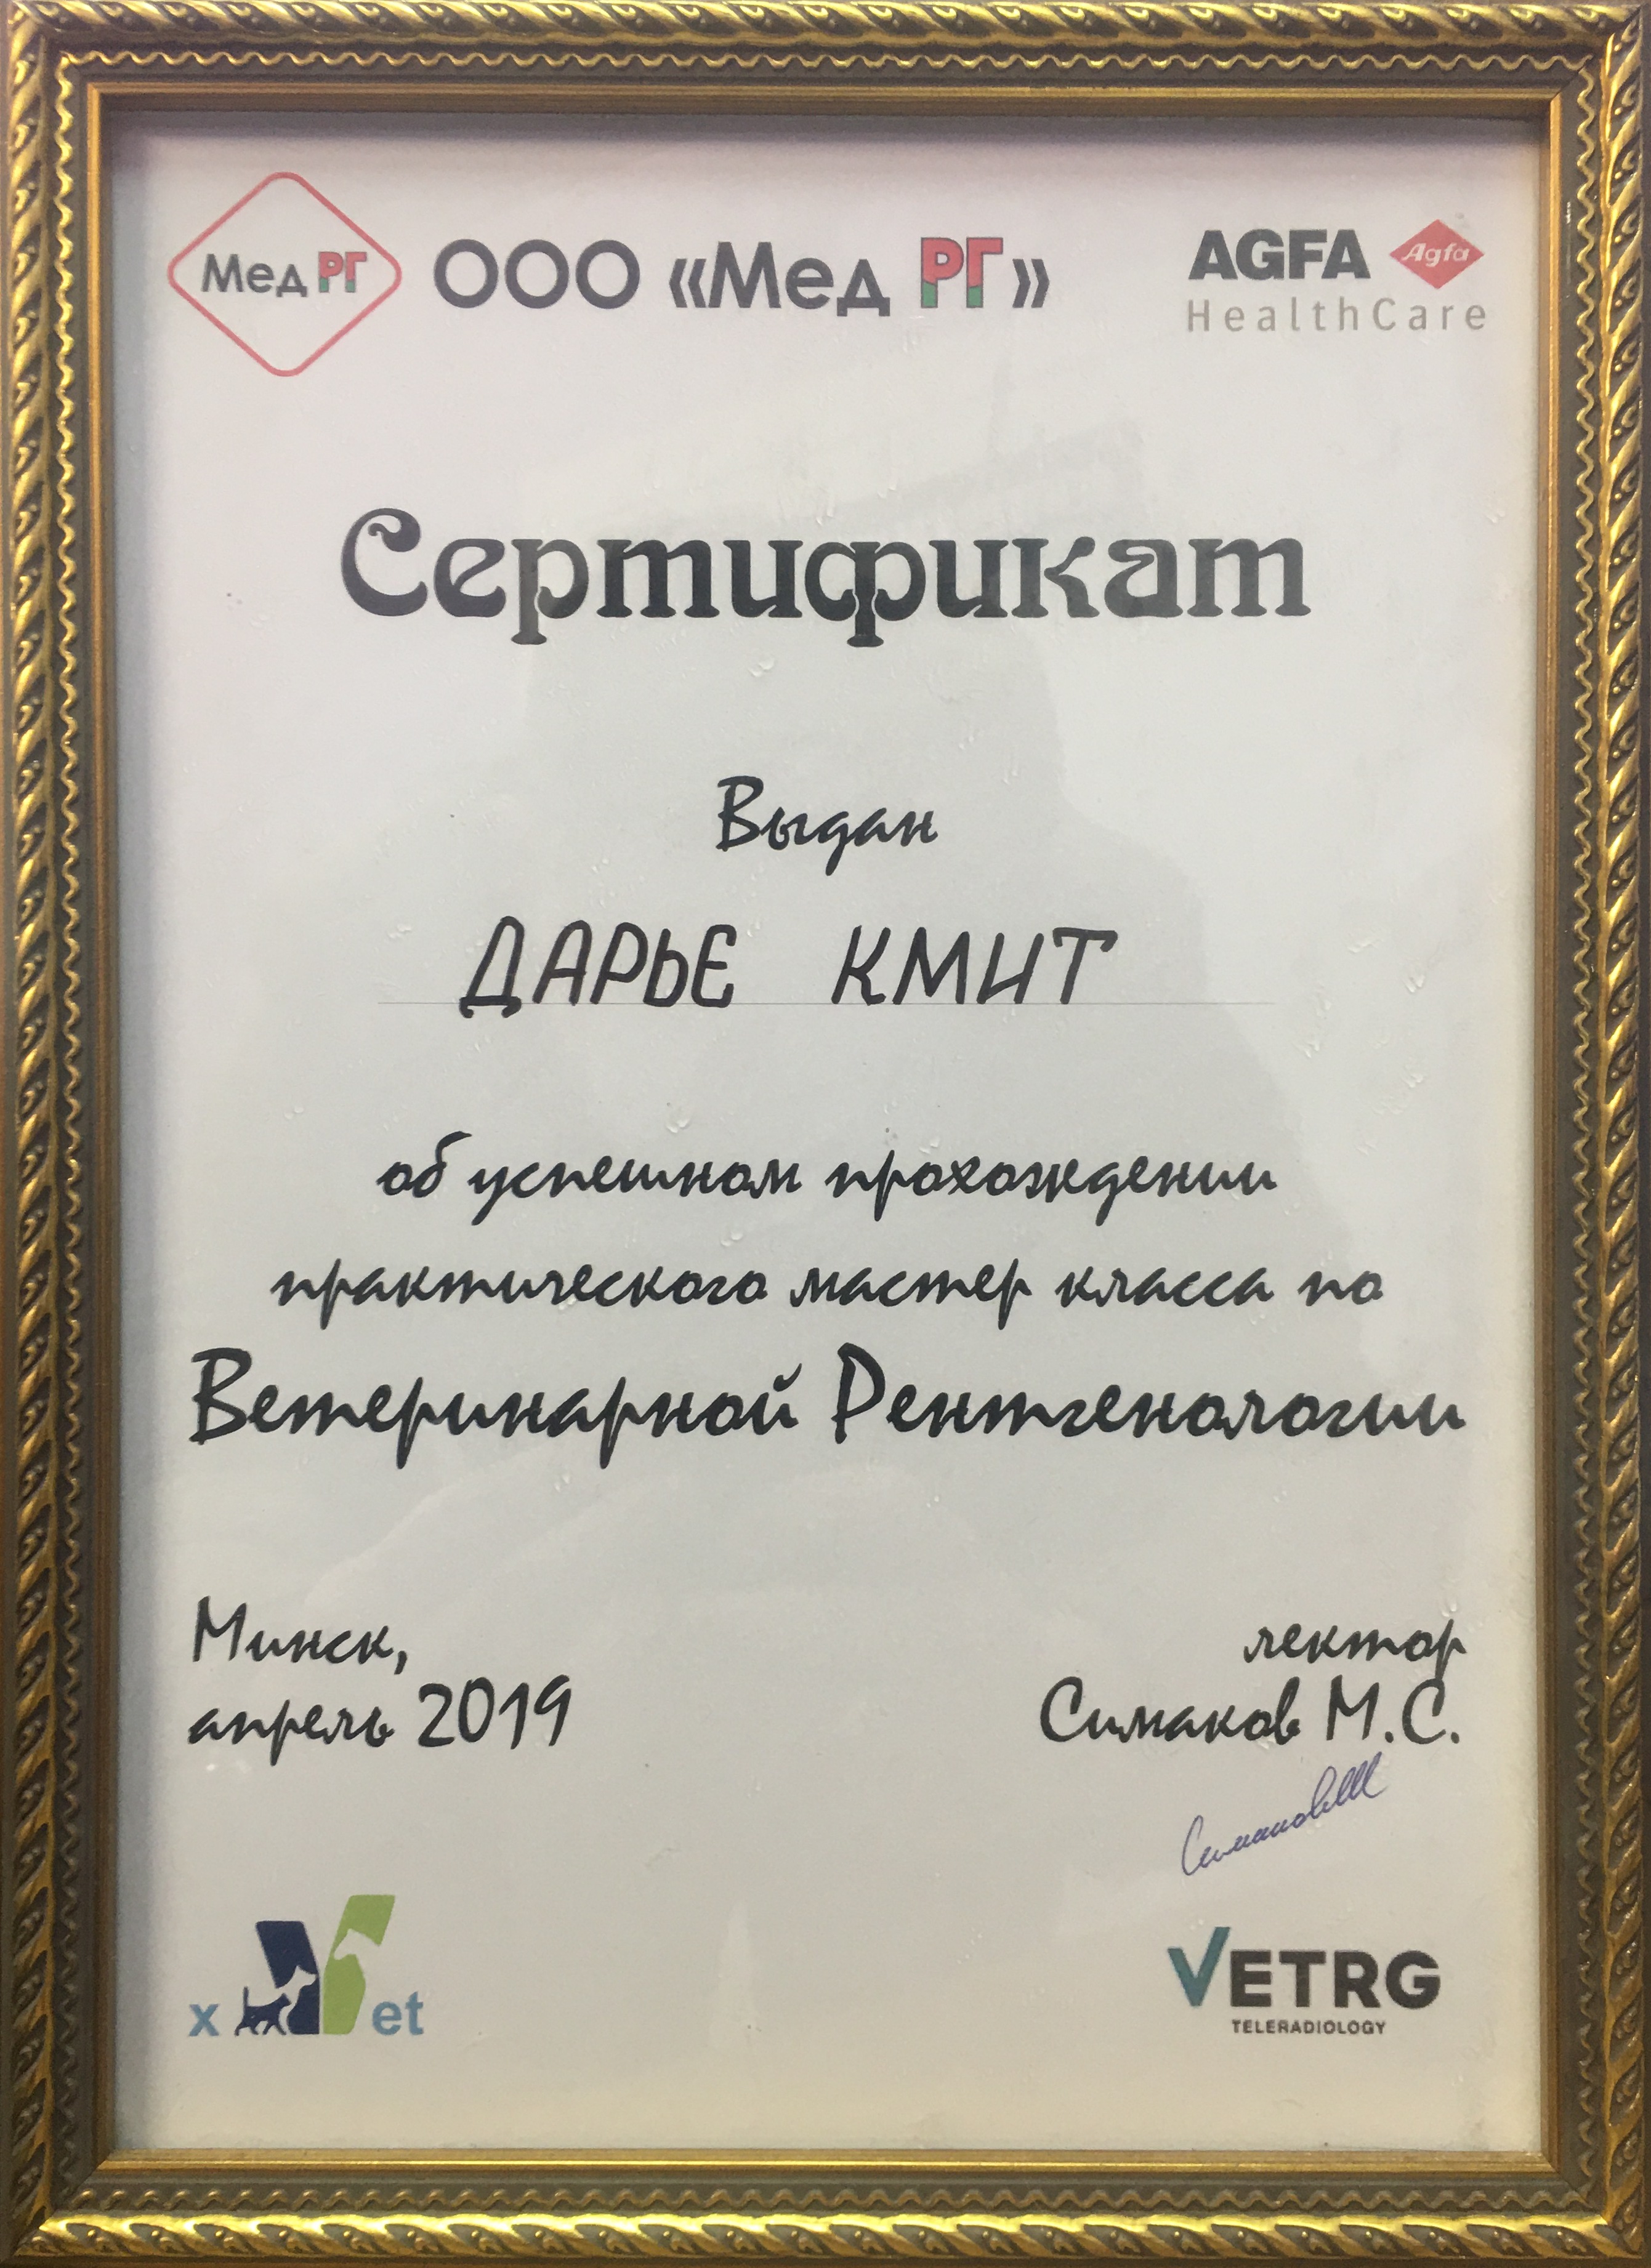 Мед РГ ООО «Мед РГ» AGFA Agfa
HealthCare
Сертификат
Выдан
ДАРЬЕ КМИТ
об успешном прохождении
практического мастер класса по
Ветеринарной Рентгенологии
Минск,
апрель 2019
лектор
Симаков М.С.
x Vet
VETRG
TELERADIOLOGY